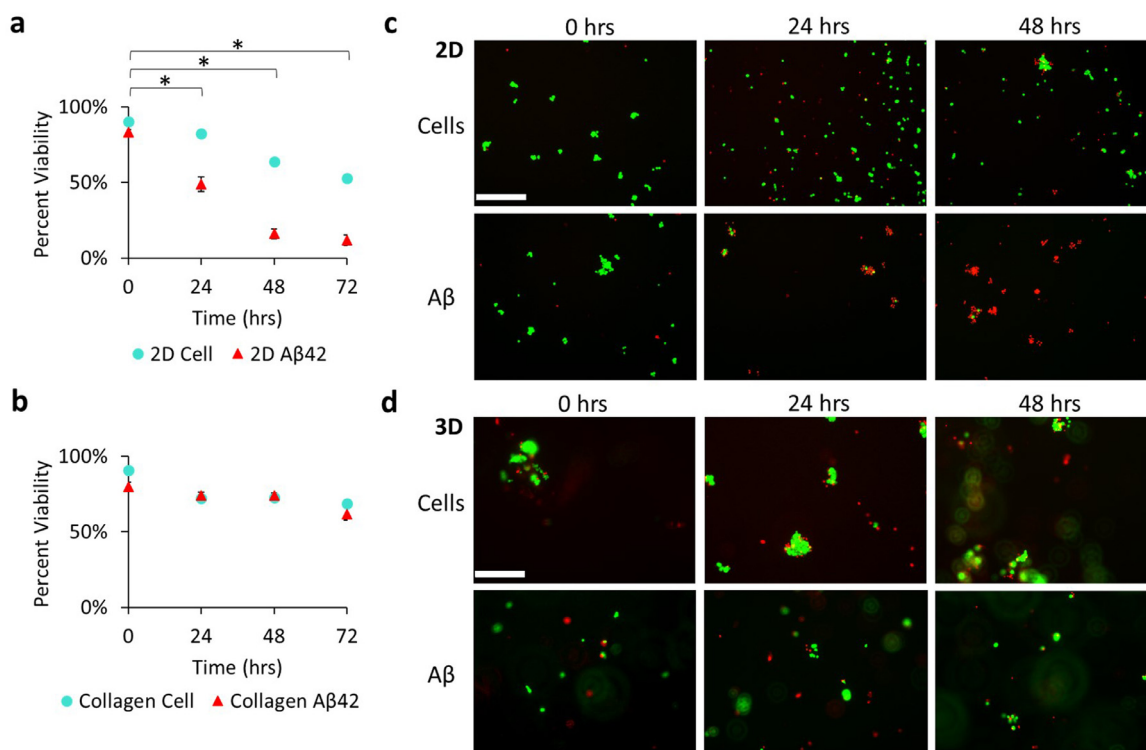 a
*
*
*
100%
50%
0%
Percent Viability
0 24 48 72
Time (hrs)
2D Cell 2D Aβ42
b
100%
50%
0%
Percent Viability
0 24 48 72
Time (hrs)
Collagen Cell Collagen Aβ42
c
0 hrs 24 hrs 48 hrs
2D
Cells
Aβ
d
0 hrs 24 hrs 48 hrs
3D
Cells
Aβ